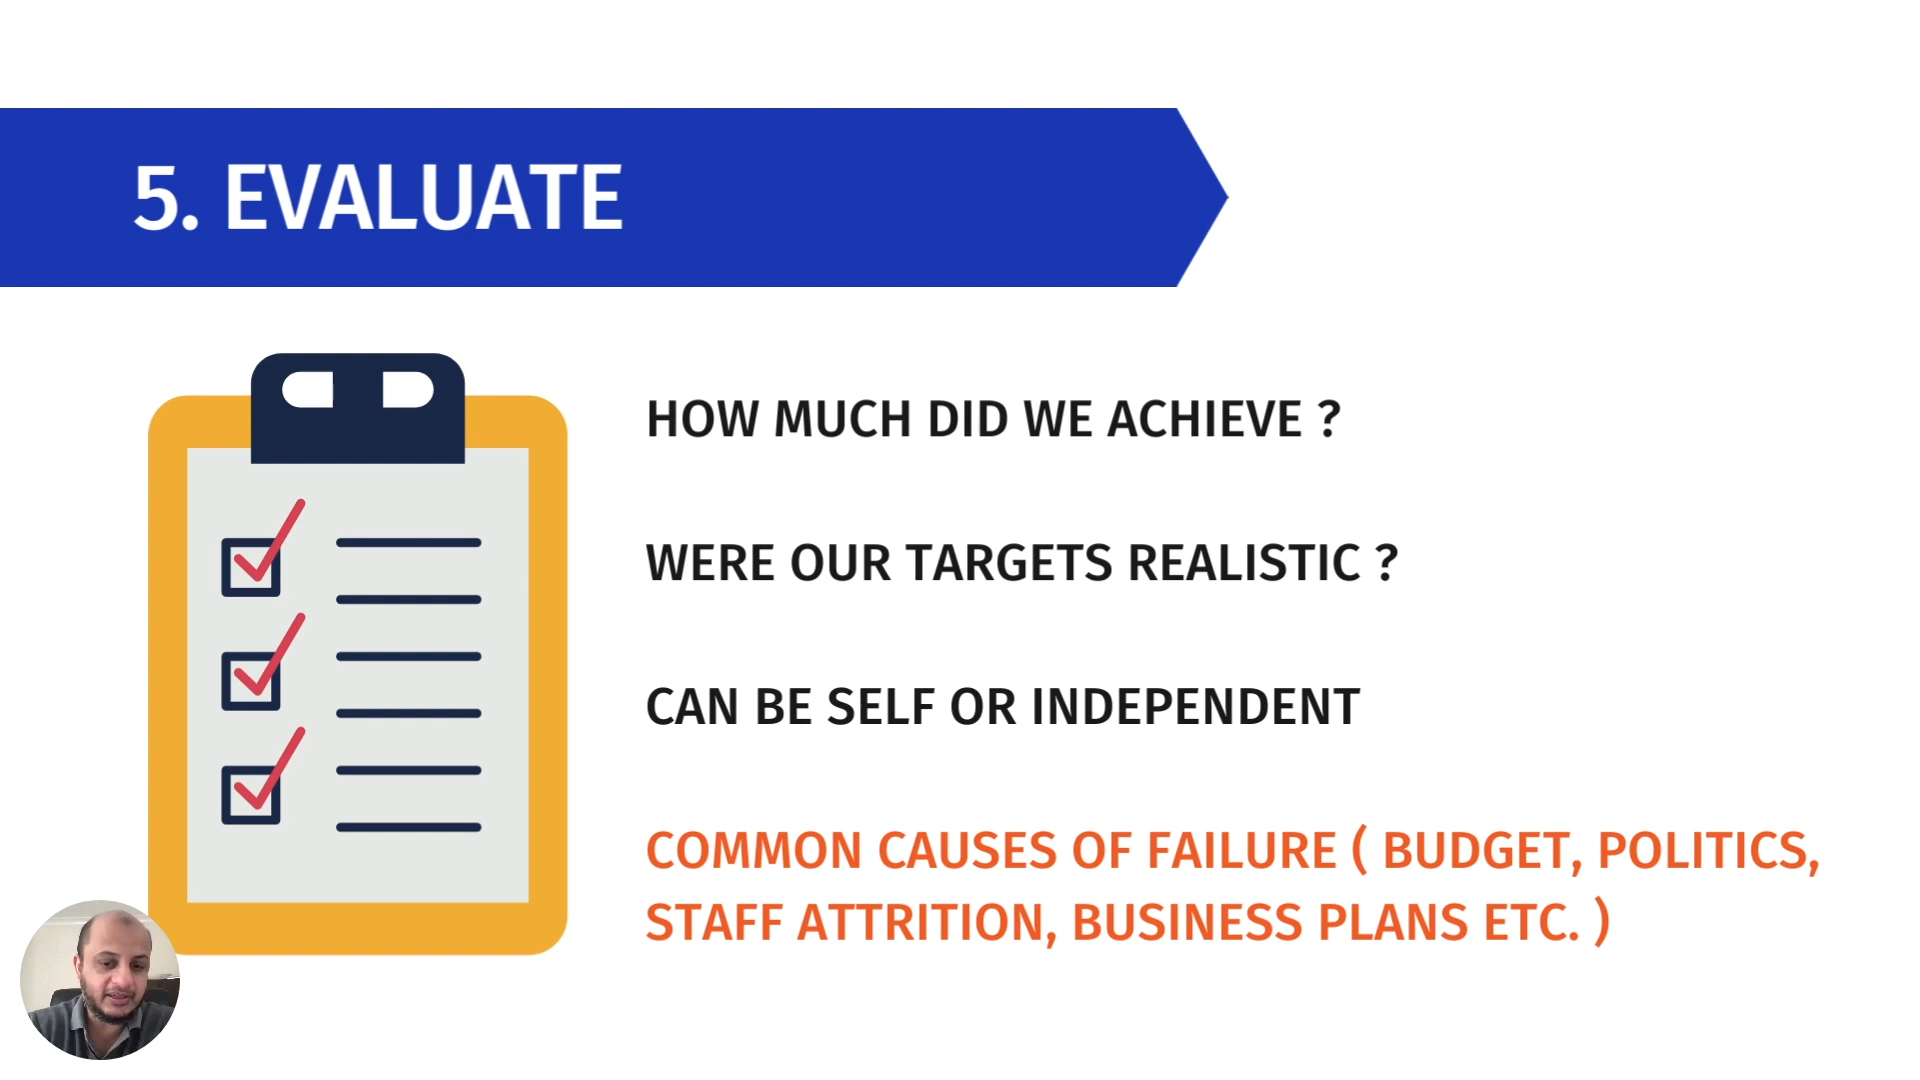 5. EVALUATE
HOW MUCH DID WE ACHIEVE ?
WERE OUR TARGETS REALISTIC ?
CAN BE SELF OR INDEPENDENT
COMMON CAUSES OF FAILURE ( BUDGET, POLITICS,
STAFF ATTRITION, BUSINESS PLANS ETC. )